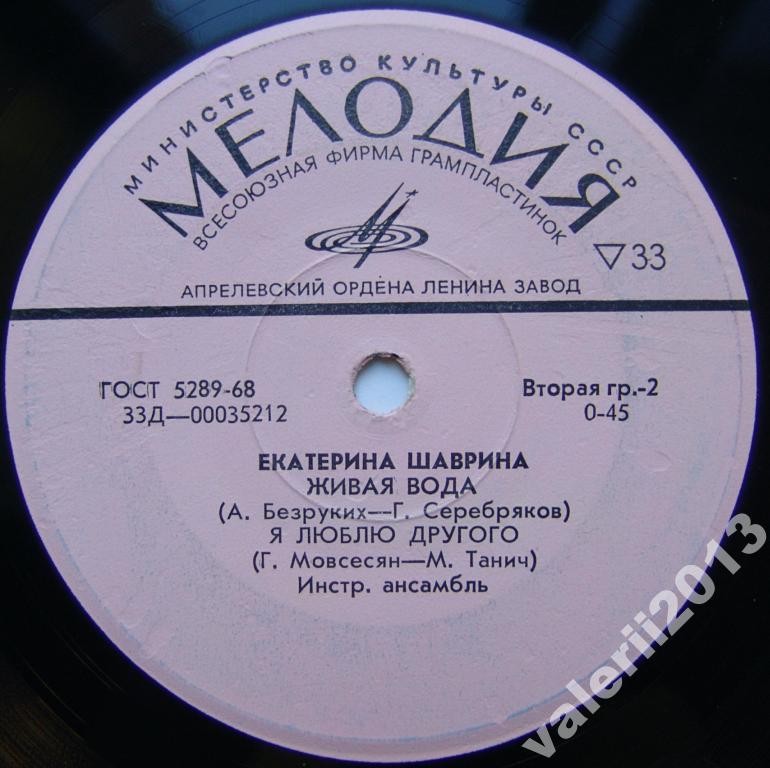 МИНИСТЕРСТВО КУЛЬТУРЫ СССР
МЕЛОДИЯ
ВСЕСОЮЗНАЯ ФИРМА ГРАМПЛАСТИНОК
▽33
АПРЕЛЕВСКИЙ ОРДЕНА ЛЕНИНА ЗАВОД
ГОСТ 5289-68
Вторая гр.-2
33Д—00035212
0-45
ЕКАТЕРИНА ШАВРИНА
ЖИВАЯ ВОДА
(А. Безруких—Г. Серебряков)
Я ЛЮБЛЮ ДРУГОГО
(Г. Мовсесян—М. Танич)
Инстр. ансамбль
valerii2013